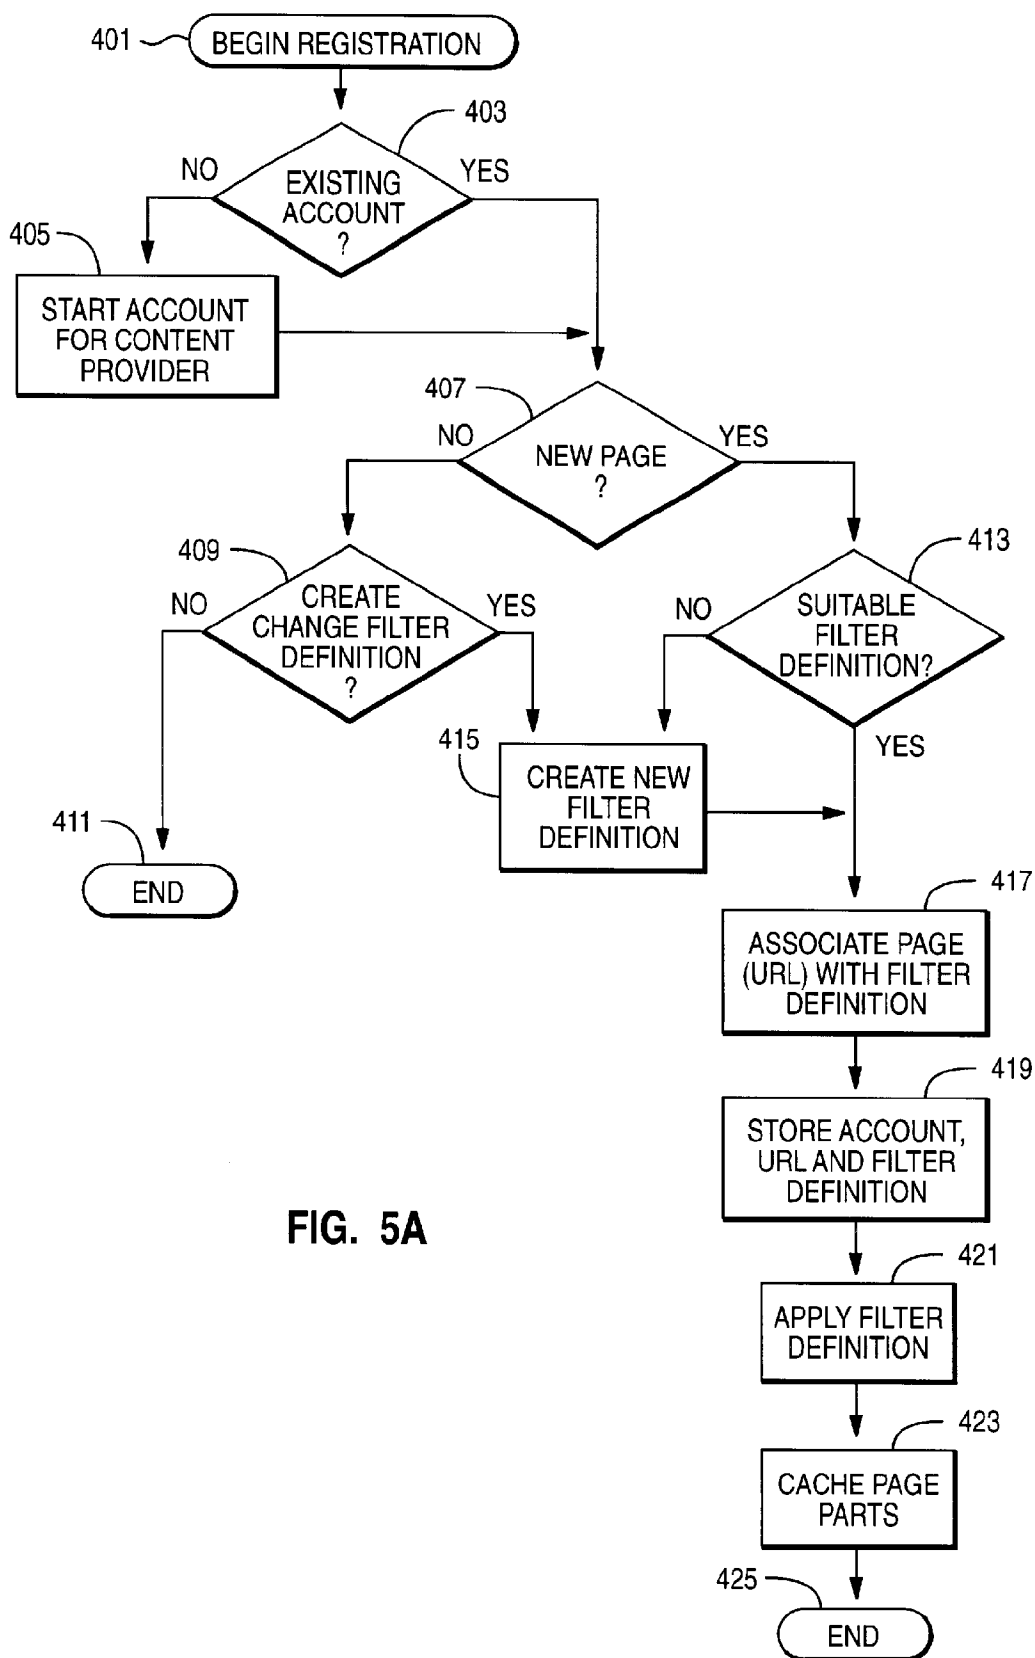 401
BEGIN REGISTRATION
403
NO
YES
EXISTING
ACCOUNT
?
405
START ACCOUNT
FOR CONTENT
PROVIDER
407
NO
YES
NEW PAGE
?
409
413
NO
YES
CREATE
CHANGE FILTER
DEFINITION
?
NO
SUITABLE
FILTER
DEFINITION?
YES
415
CREATE NEW
FILTER
DEFINITION
411
END
417
ASSOCIATE PAGE
(URL) WITH FILTER
DEFINITION
419
STORE ACCOUNT,
URL AND FILTER
DEFINITION
FIG. 5A
421
APPLY FILTER
DEFINITION
423
CACHE PAGE
PARTS
425
END